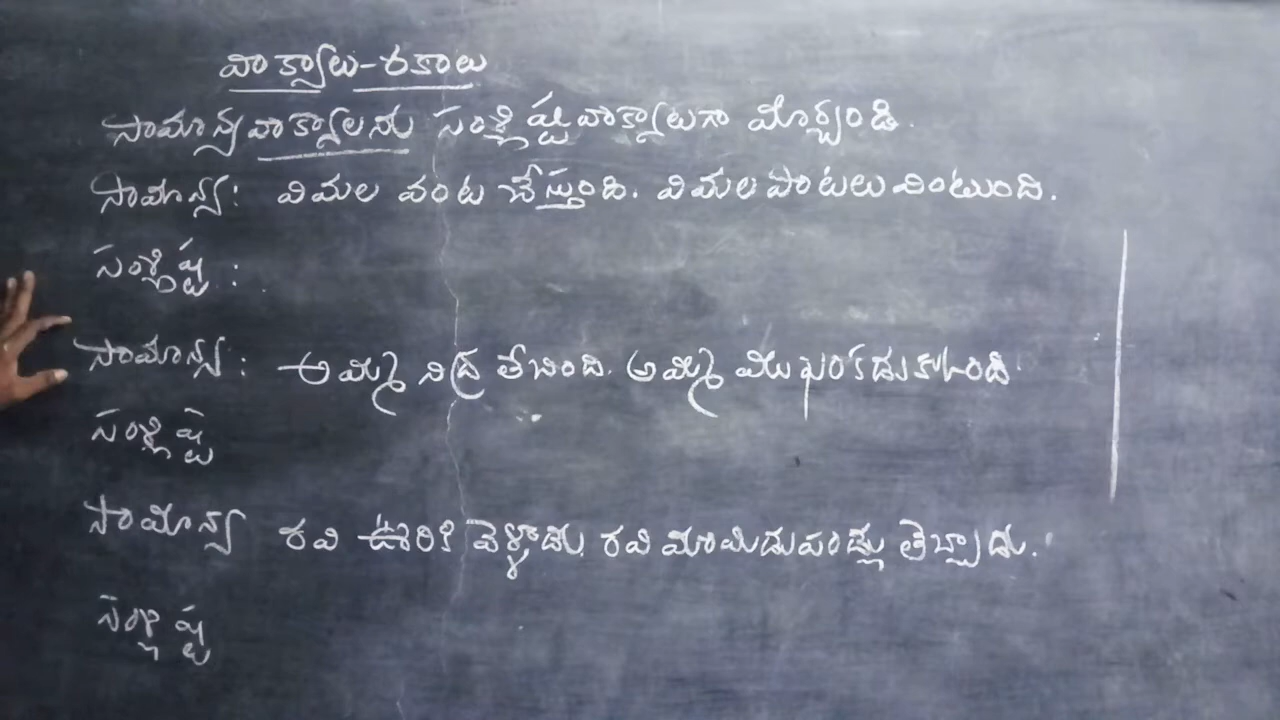 వాక్యాలు-రకాలు
సామాన్యవాక్యాలను సంశ్లిష్టవాక్యాలుగా మార్చండి.
సామాన్య: విమల వంట చేస్తుంది. విమల పాటలు వింటుంది.
సంశ్లిష్ట :
సామాన్య: అమ్మ నిద్ర లేచింది. అమ్మ ముఖంకడుకొంది.
సంశ్లిష్ట
సామాన్య రవి ఊరికి వెళ్ళాడు. రవి మామిడుపండ్లు తెచ్చాడు.
సంశ్లిష్ట